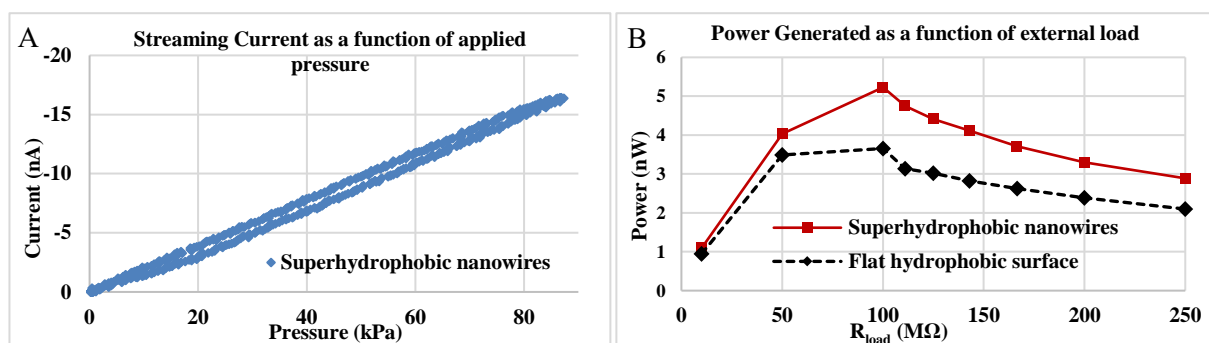 A
Streaming Current as a function of applied
pressure
-20
-15
-10
-5
0
Current (nA)
0 20 40 60 80
Pressure (kPa)
Superhydrophobic nanowires
B
Power Generated as a function of external load
6
5
4
3
2
1
0
Power (nW)
0 50 100 150 200 250
R_load (MΩ)
Superhydrophobic nanowires
Flat hydrophobic surface